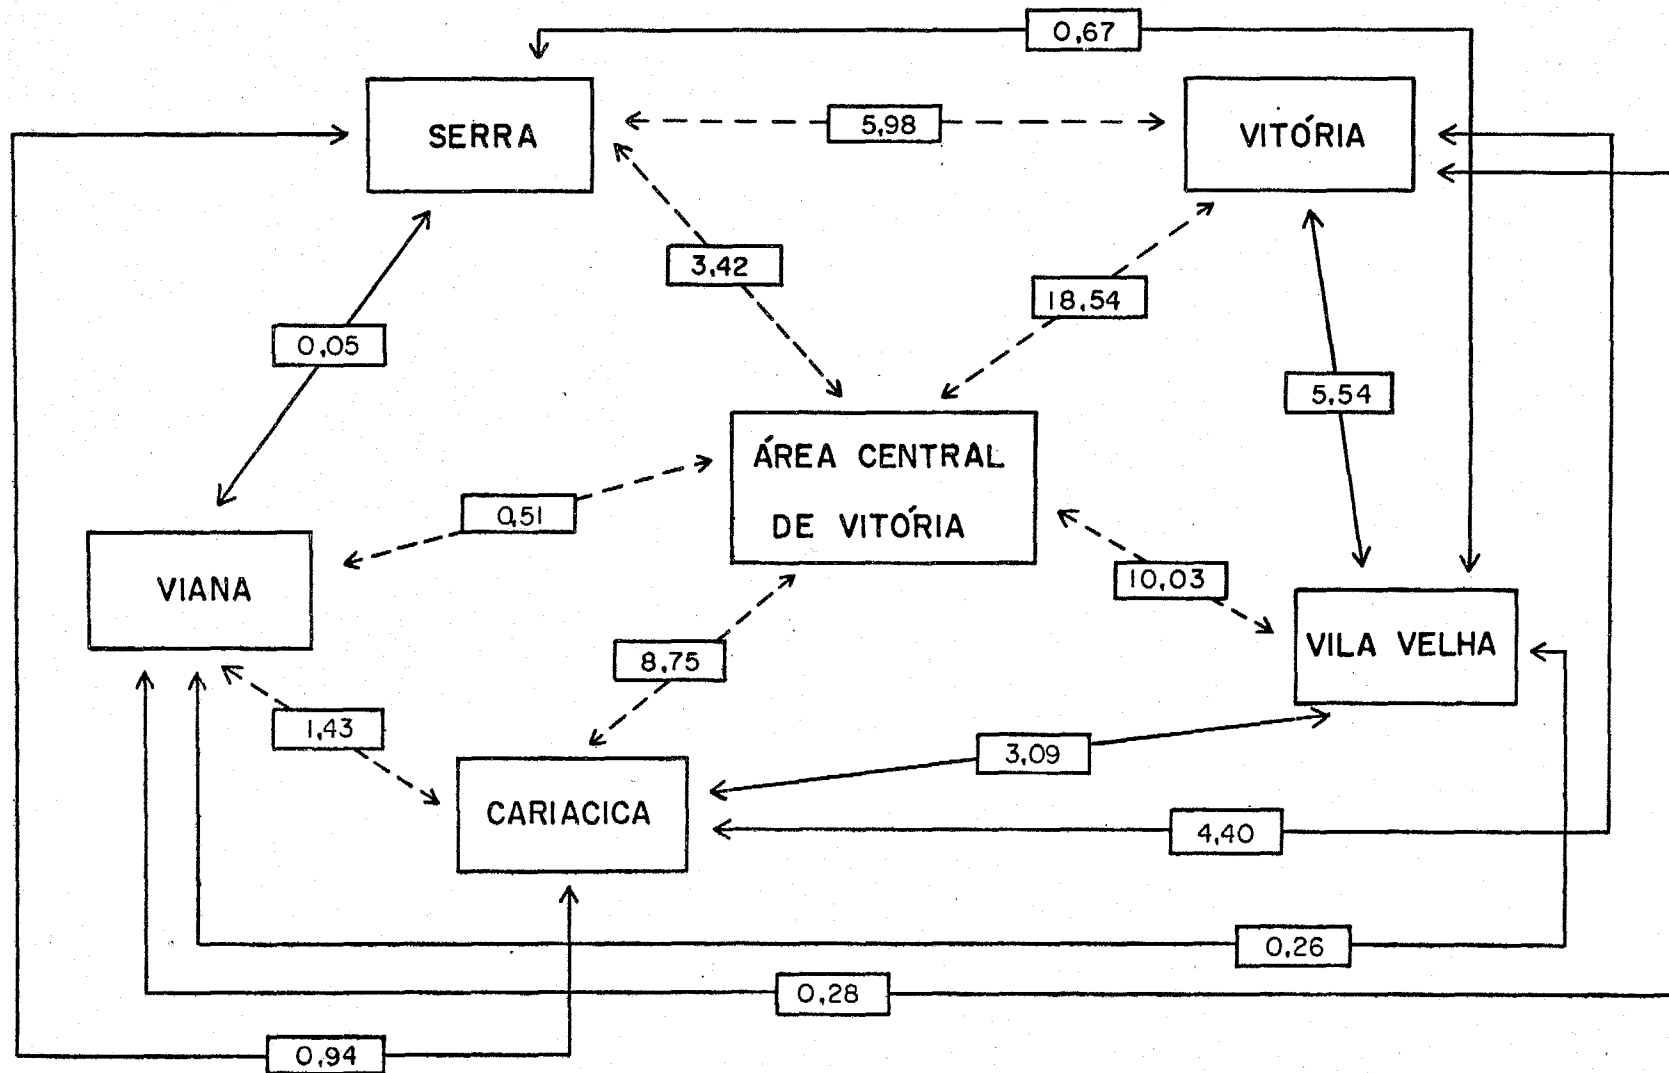 0,67
SERRA
5,98
VITÓRIA
3,42
18,54
0,05
5,54
ÁREA CENTRAL
DE VITÓRIA
0,51
10,03
VIANA
VILA VELHA
8,75
1,43
3,09
CARIACICA
4,40
0,26
0,28
0,94